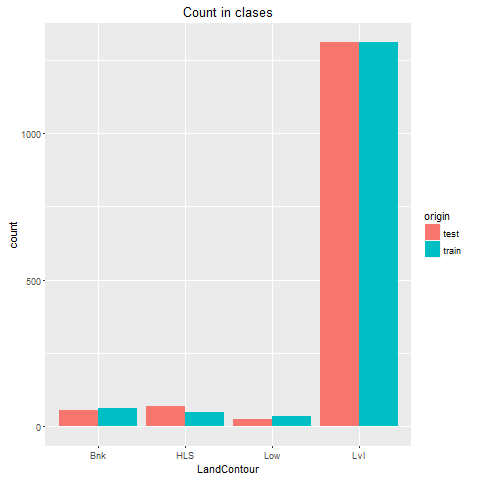 Count in clases
count
1000
500
0
Bnk HLS Low Lvl
LandContour
origin
test
train